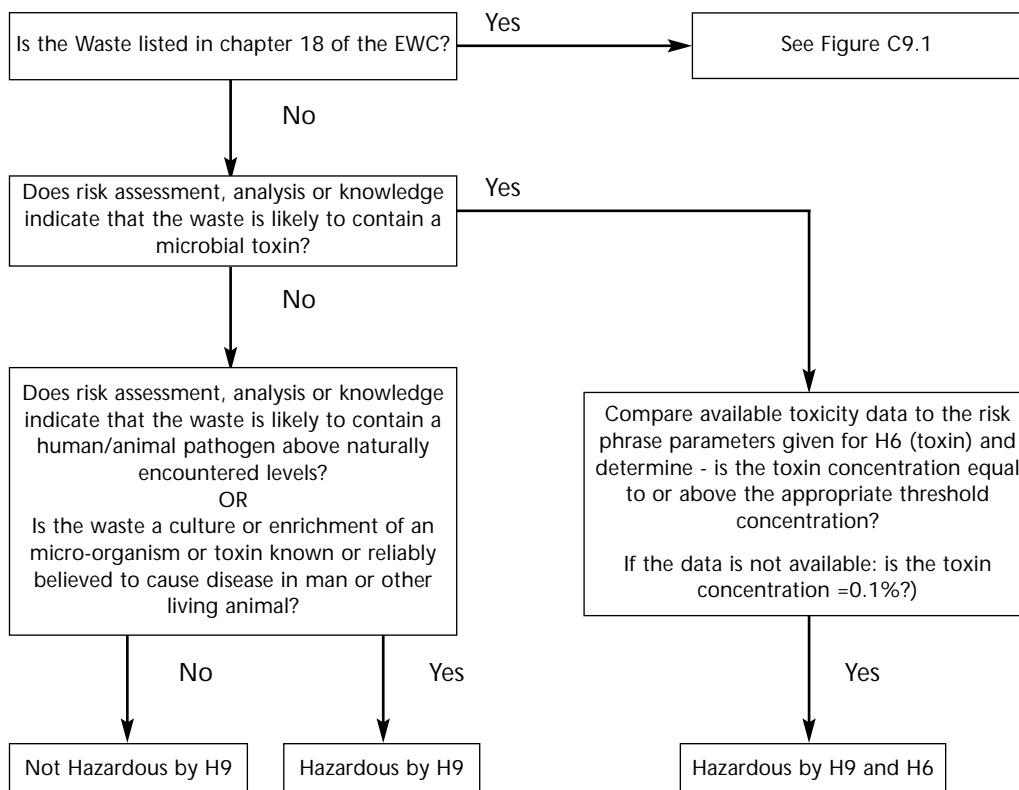 Is the Waste listed in chapter 18 of the EWC?
Yes
See Figure C9.1
No
Does risk assessment, analysis or knowledge
indicate that the waste is likely to contain a
microbial toxin?
Yes
No
Does risk assessment, analysis or knowledge
indicate that the waste is likely to contain a
human/animal pathogen above naturally
encountered levels?
OR
Is the waste a culture or enrichment of an
micro-organism or toxin known or reliably
believed to cause disease in man or other
living animal?
Compare available toxicity data to the risk
phrase parameters given for H6 (toxin) and
determine - is the toxin concentration equal
to or above the appropriate threshold
concentration?
If the data is not available: is the toxin
concentration =0.1%?)
No
Yes
Yes
Not Hazardous by H9
Hazardous by H9
Hazardous by H9 and H6